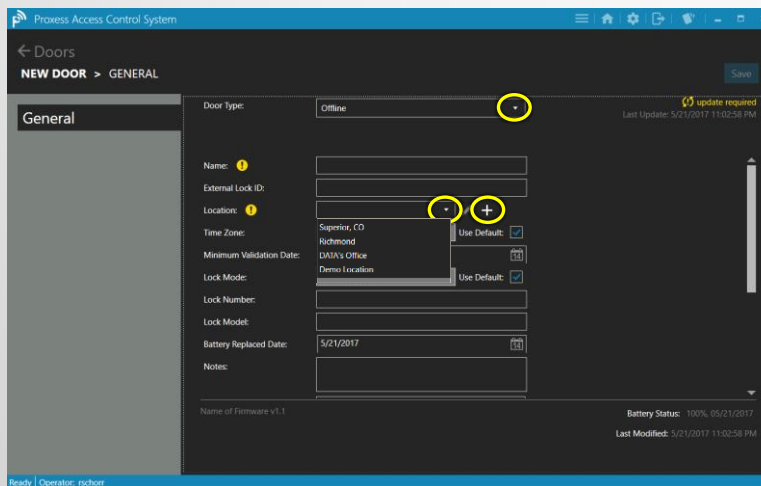 Proxess Access Control System
Doors
NEW DOOR > GENERAL
Save
General
Door Type: Offline
update required
Last Update: 5/21/2017 11:02:58 PM
Name:
External Lock ID:
Location:
Superior, CO
Time Zone: Use Default:
Richmond
Minimum Validation Date: DATA's Office 14
Demo Location
Lock Mode: Use Default:
Lock Number:
Lock Model:
Battery Replaced Date: 5/21/2017 14
Notes:
Name of Firmware v1.1
Battery Status: 100%, 05/21/2017
Last Modified: 5/21/2017 11:02:58 PM
Ready Operator: rschorr